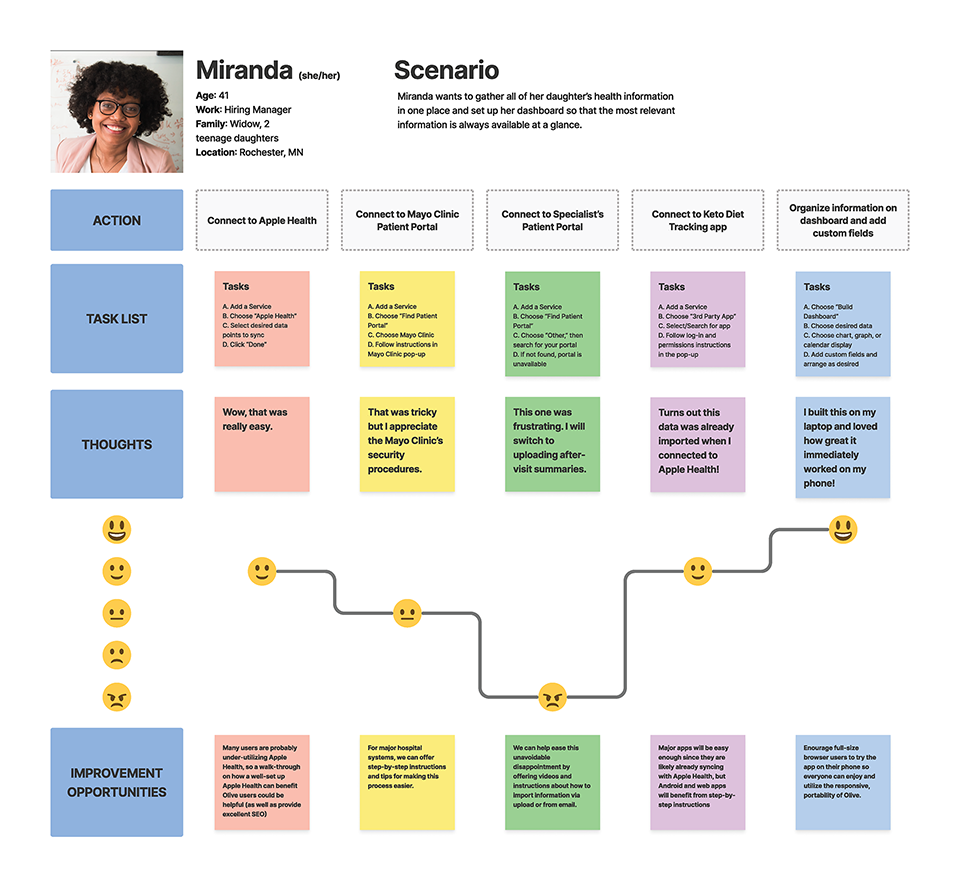 Miranda (she/her)
Age: 41
Work: Hiring Manager
Family: Widow, 2
teenage daughters
Location: Rochester, MN
Scenario
Miranda wants to gather all of her daughter's health information
in one place and set up her dashboard so that the most relevant
information is always available at a glance.
ACTION
Connect to Apple Health
Connect to Mayo Clinic
Patient Portal
Connect to Specialist's
Patient Portal
Connect to Keto Diet
Tracking app
Organize information on
dashboard and add
custom fields
TASK LIST
Tasks
A. Add a Service
B. Choose "Apple Health"
C. Select desired data
points to sync
D. Click "Done"
Tasks
A. Add a Service
B. Choose "Find Patient
Portal"
C. Choose Mayo Clinic
D. Follow instructions in
Mayo Clinic pop-up
Tasks
A. Add a Service
B. Choose "Find Patient
Portal"
C. Choose "Other," then
search for your portal
D. If not found, portal is
unavailable
Tasks
A. Add a Service
B. Choose "3rd Party App"
C. Select/Search for app
D. Follow log-in and
permissions instructions
in the pop-up
Tasks
A. Choose "Build
Dashboard"
B. Choose desired data
C. Choose chart, graph, or
calendar display
D. Add custom fields and
arrange as desired
THOUGHTS
Wow, that was
really easy.
That was tricky
but I appreciate
the Mayo Clinic's
security
procedures.
This one was
frustrating. I will
switch to
uploading after-
visit summaries.
Turns out this
data was already
imported when I
connected to
Apple Health!
I built this on my
laptop and loved
how great it
immediately
worked on my
phone!
IMPROVEMENT
OPPORTUNITIES
Many users are probably
under-utilizing Apple
Health, so a walk-through
on how a well-set up
Apple Health can benefit
Olive users could be
helpful (as well as provide
excellent SEO)
For major hospital
systems, we can offer
step-by-step instructions
and tips for making this
process easier.
We can help ease this
unavoidable
disappointment by
offering videos and
instructions about how to
import information via
upload or from email.
Major apps will be easy
enough since they are
likely already syncing
with Apple Health, but
Android and web apps
will benefit from step-by-
step instructions
Enourage full-size
browser users to try the
app on their phone so
everyone can enjoy and
utilize the responsive,
portability of Olive.